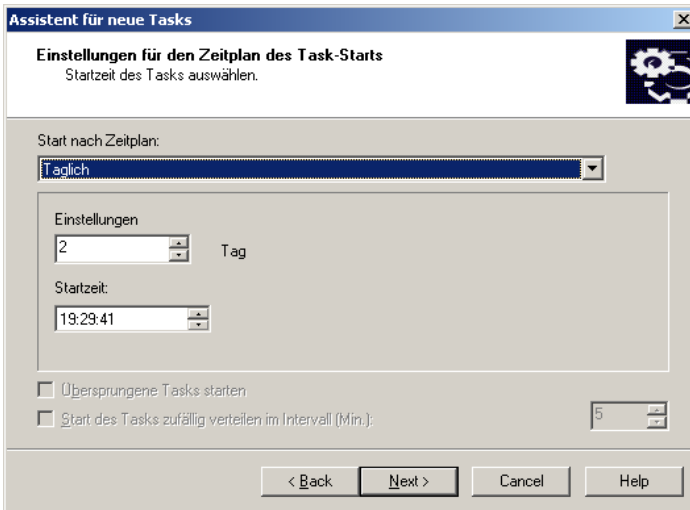 Assistent für neue Tasks
Einstellungen für den Zeitplan des Task-Starts
Startzeit des Tasks auswählen.
Start nach Zeitplan:
Taglich
Einstellungen
2 Tag
Startzeit:
19:29:41
Übersprungene Tasks starten
Start des Tasks zufällig verteilen im Intervall (Min.): 5
< Back Next > Cancel Help